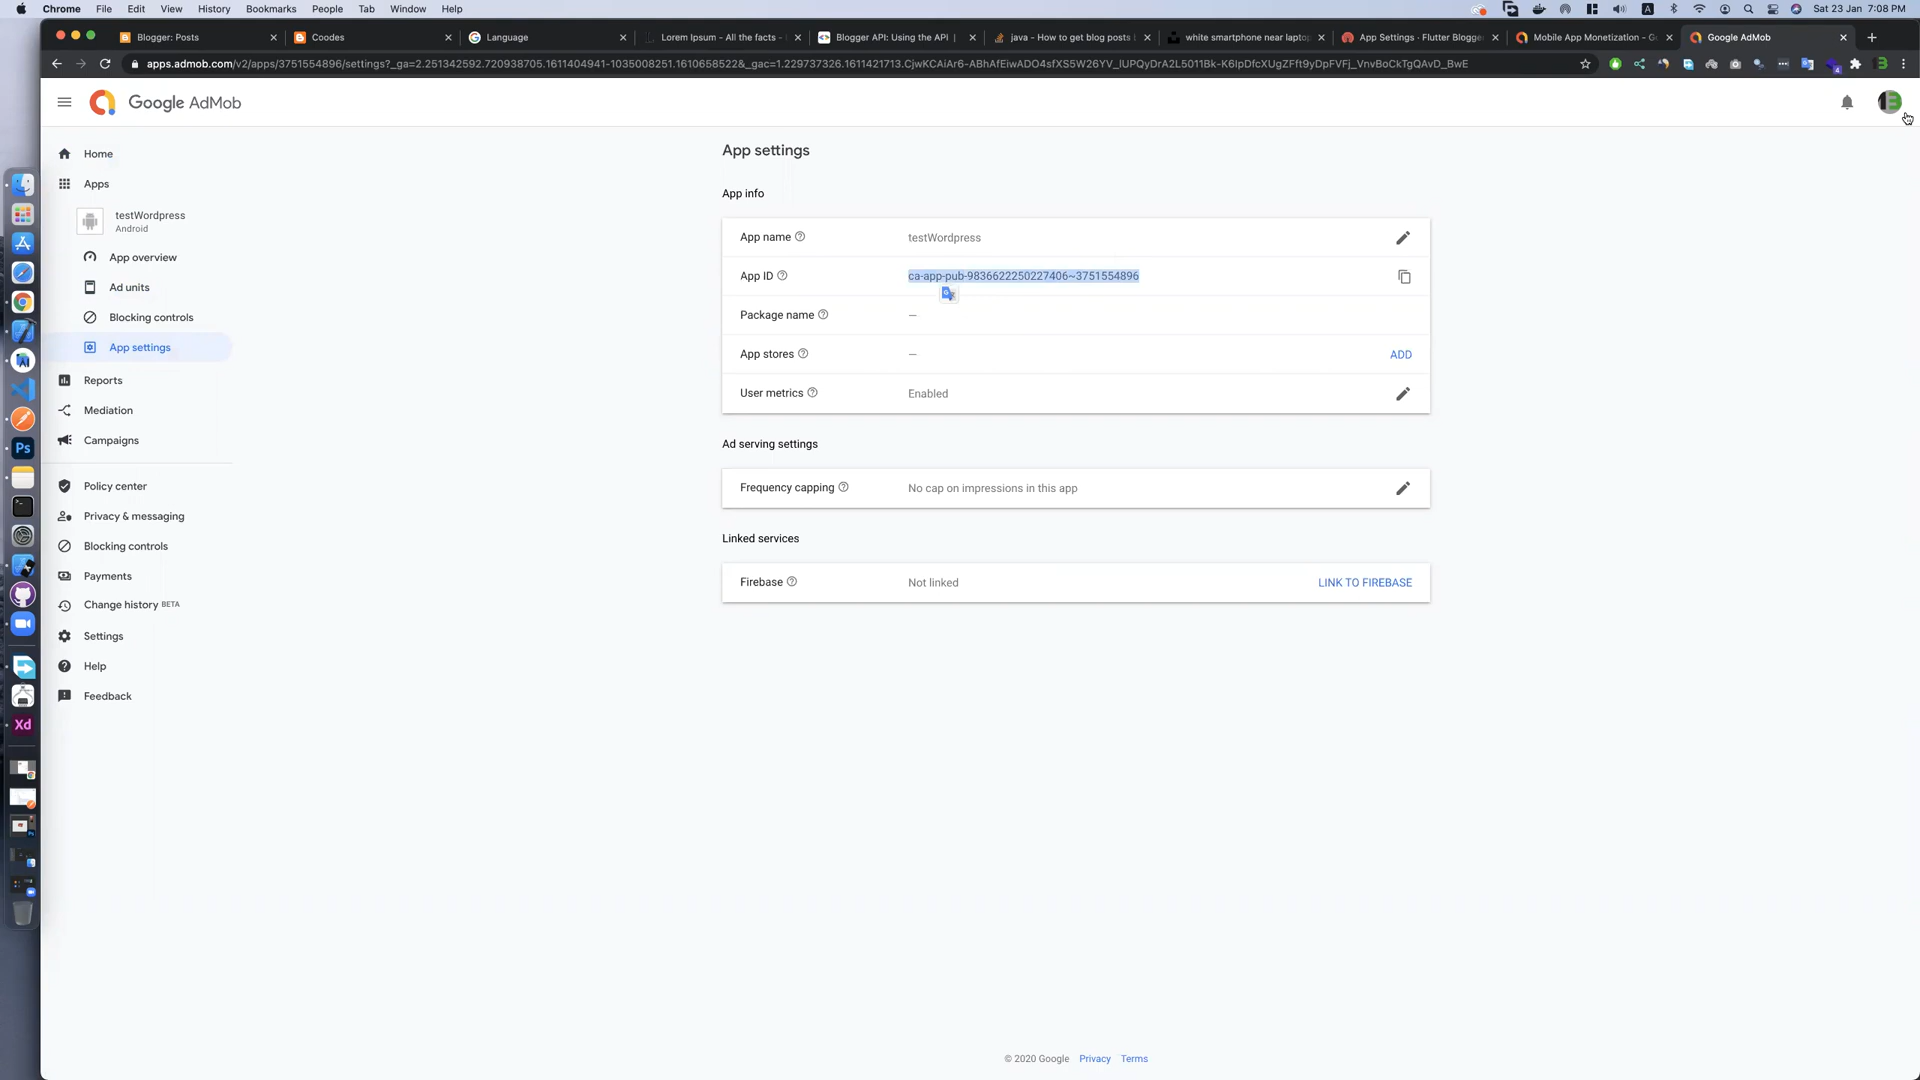 Chrome File Edit View History Bookmarks People Tab Window Help
A
Sat 23 Jan 7:08 PM
Blogger: Posts
Coodes
Language
Lorem Ipsum - All the facts -
Blogger API: Using the API |
java - How to get blog posts
white smartphone near laptop
App Settings · Flutter Blogge
Mobile App Monetization - G
Google AdMob
apps.admob.com/v2/apps/3751554896/settings?_ga=2.251342592.720938705.1611404941-1035008251.1610658522&_gac=1.229737326.1611421713.CjwKCAiAr6-ABhAfEiwADO4sfXS5W26YV_IUPQyDrA2L5011Bk-K6IpDfcXUgZFft9yDpFVFj_VnvBoCkTgQAvD_BwE
4
Google AdMob
E
Home
Apps
testWordpress
Android
App overview
Ad units
Blocking controls
App settings
Reports
Mediation
Campaigns
Policy center
Privacy & messaging
Blocking controls
Payments
Change history BETA
Settings
Help
Feedback
App settings
App info
App name testWordpress
App ID ca-app-pub-9836622250227406~3751554896
Package name —
App stores — ADD
User metrics Enabled
Ad serving settings
Frequency capping No cap on impressions in this app
Linked services
Firebase Not linked LINK TO FIREBASE
© 2020 Google Privacy Terms
Ps
Xd